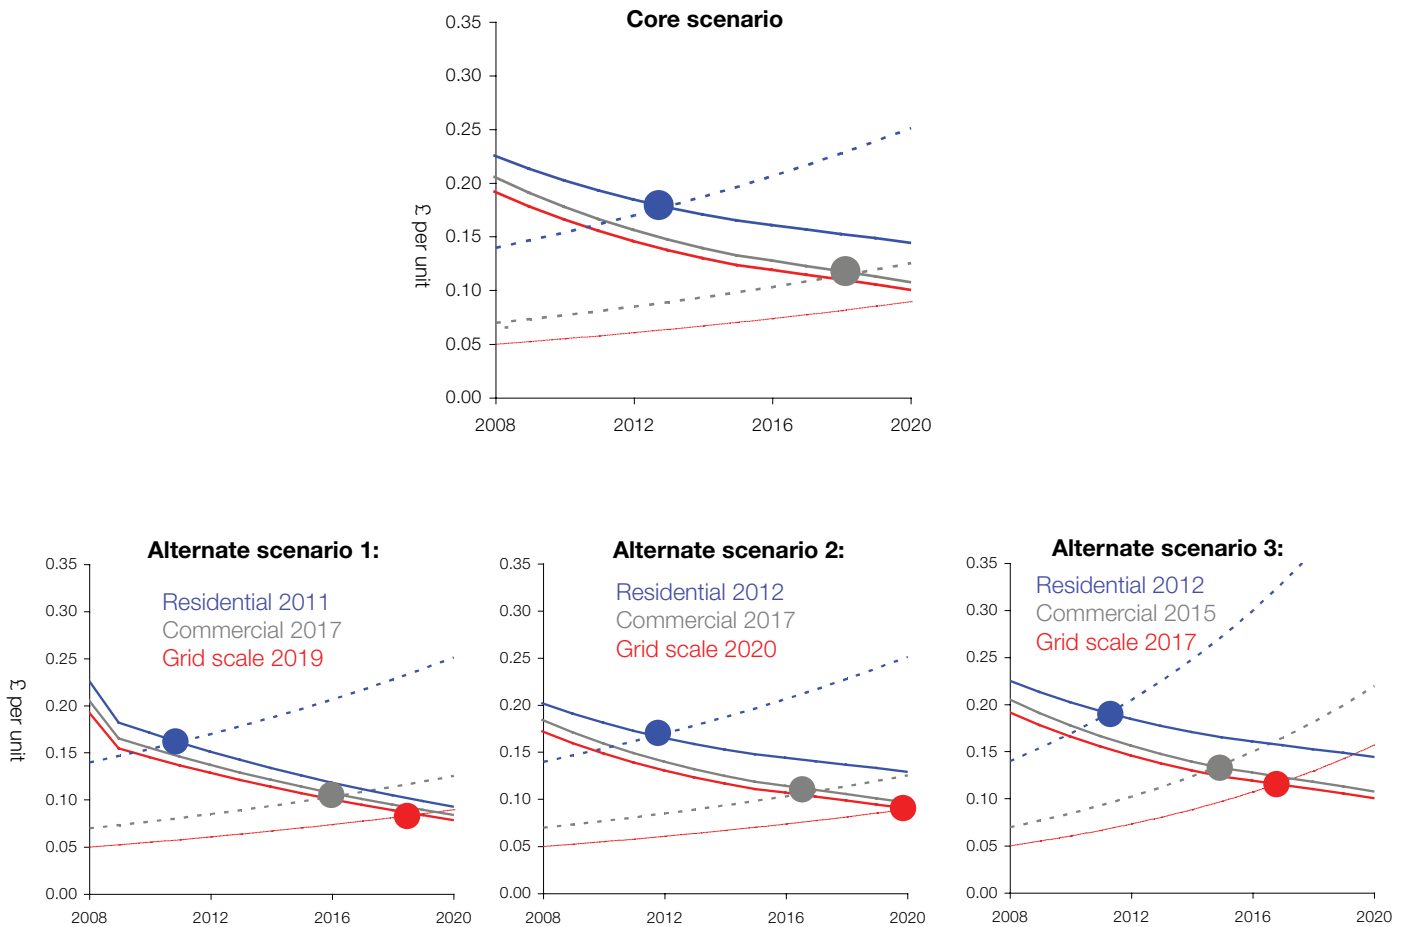 Core scenario
0.35
0.30
0.25
0.20
0.15
0.10
0.05
0.00
£ per unit
2008 2012 2016 2020
Alternate scenario 1:
0.35
0.30
0.25
0.20
0.15
0.10
0.05
0.00
£ per unit
Residential 2011
Commercial 2017
Grid scale 2019
2008 2012 2016 2020
Alternate scenario 2:
0.35
0.30
0.25
0.20
0.15
0.10
0.05
0.00
Residential 2012
Commercial 2017
Grid scale 2020
2008 2012 2016 2020
Alternate scenario 3:
0.35
0.30
0.25
0.20
0.15
0.10
0.05
0.00
Residential 2012
Commercial 2015
Grid scale 2017
2008 2012 2016 2020